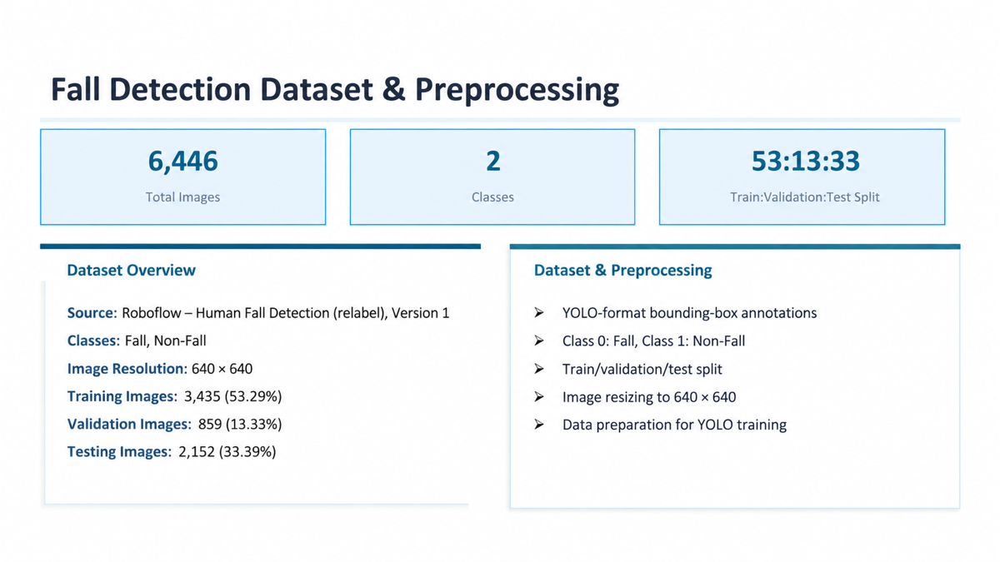 Fall Detection Dataset & Preprocessing
6,446
Total Images
2
Classes
53:13:33
Train:Validation:Test Split
Dataset Overview
Source: Roboflow – Human Fall Detection (relabel), Version 1
Classes: Fall, Non-Fall
Image Resolution: 640 × 640
Training Images: 3,435 (53.29%)
Validation Images: 859 (13.33%)
Testing Images: 2,152 (33.39%)
Dataset & Preprocessing
➢ YOLO-format bounding-box annotations
➢ Class 0: Fall, Class 1: Non-Fall
➢ Train/validation/test split
➢ Image resizing to 640 × 640
➢ Data preparation for YOLO training